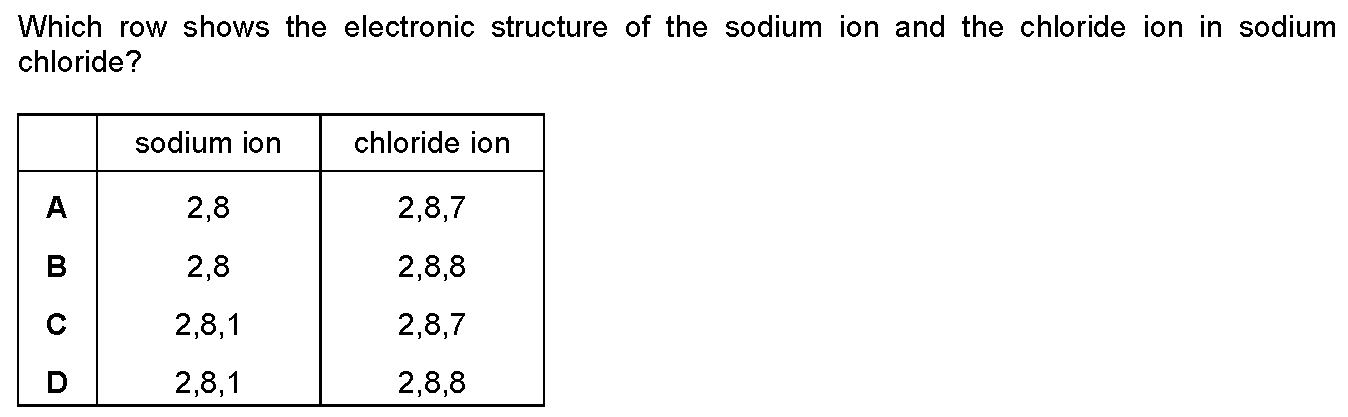 Which row shows the electronic structure of the sodium ion and the chloride ion in sodium
chloride?
sodium ion chloride ion
A 2,8 2,8,7
B 2,8 2,8,8
C 2,8,1 2,8,7
D 2,8,1 2,8,8